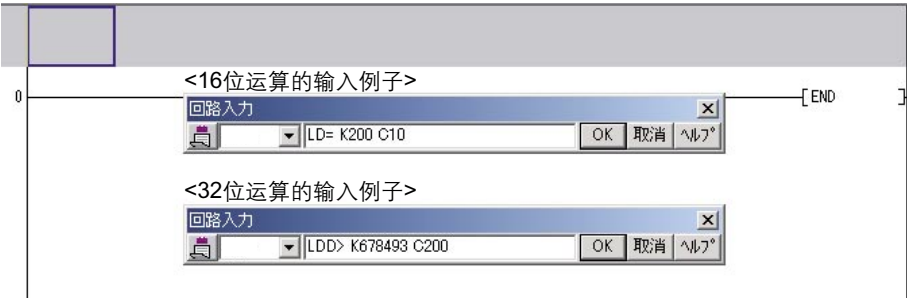 <16位运算的输入例子>
0 [ END ]
回路入力 ×
LD= K200 C10 OK 取消 ヘルプ
<32位运算的输入例子>
回路入力 ×
LDD> K678493 C200 OK 取消 ヘルプ